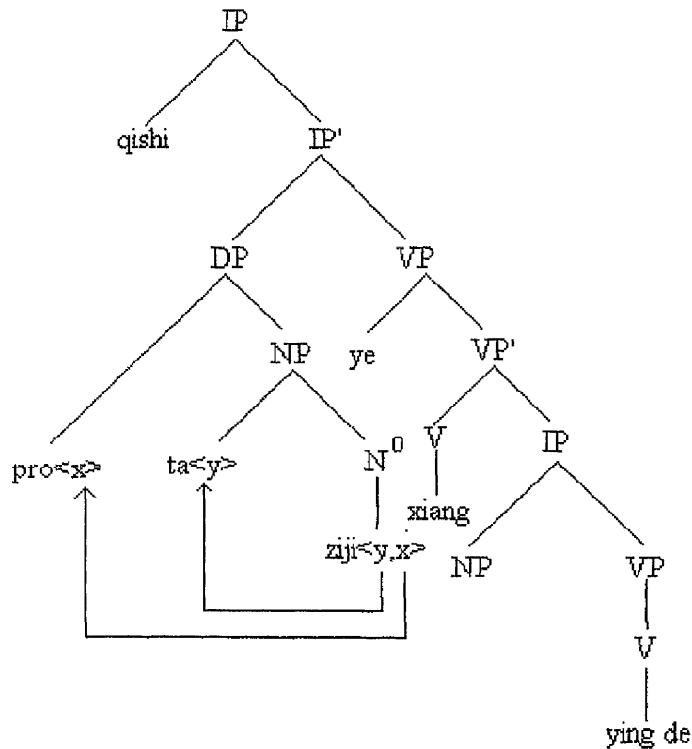 IP
qishi IP'
DP VP
NP ye VP'
pro<x> ta<y> N⁰ V IP
xiang
ziji<y,x> NP VP
V
ying de